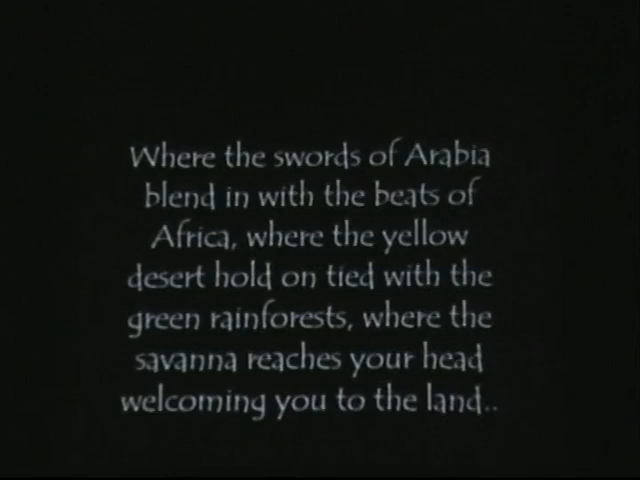 Where the swords of Arabia
blend in with the beats of
Africa, where the yellow
desert hold on tied with the
green rainforests, where the
savanna reaches your head
welcoming you to the land..